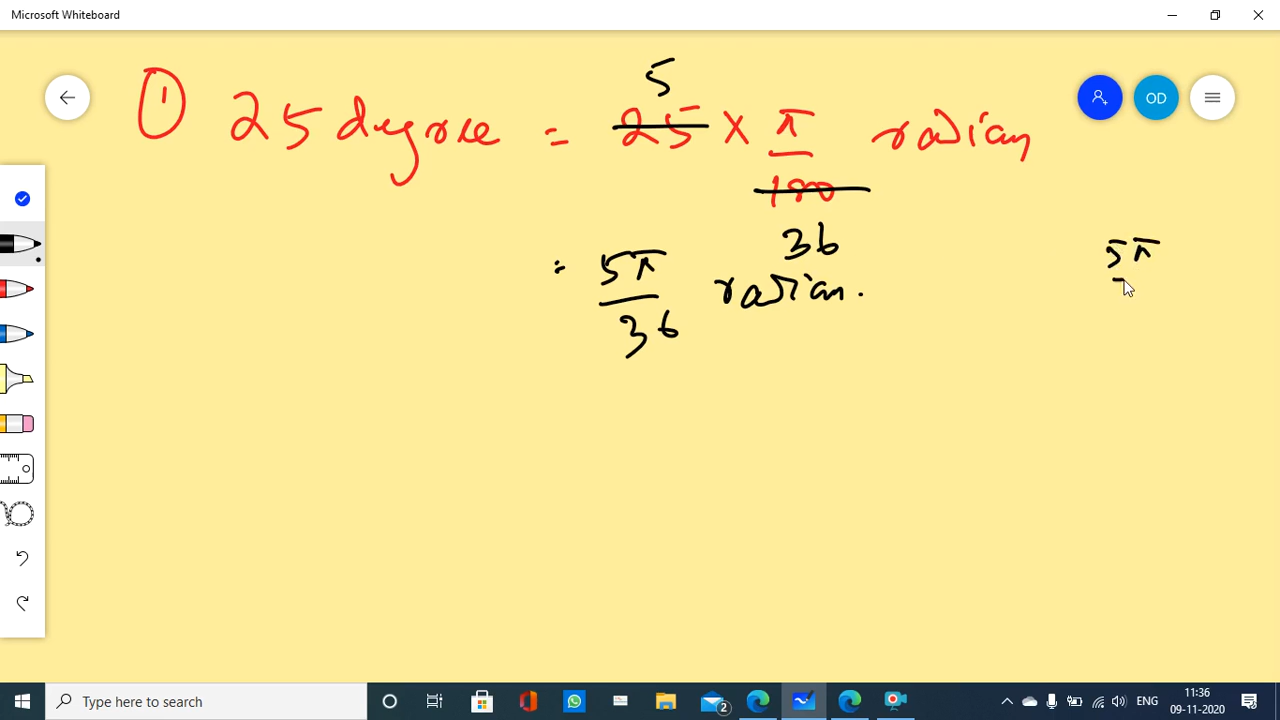 Microsoft Whiteboard
5
① 25 degree = 25 × π radian
180
36
= 5π radian.
36
5π
OD
Type here to search
2
ENG
11:36
09-11-2020